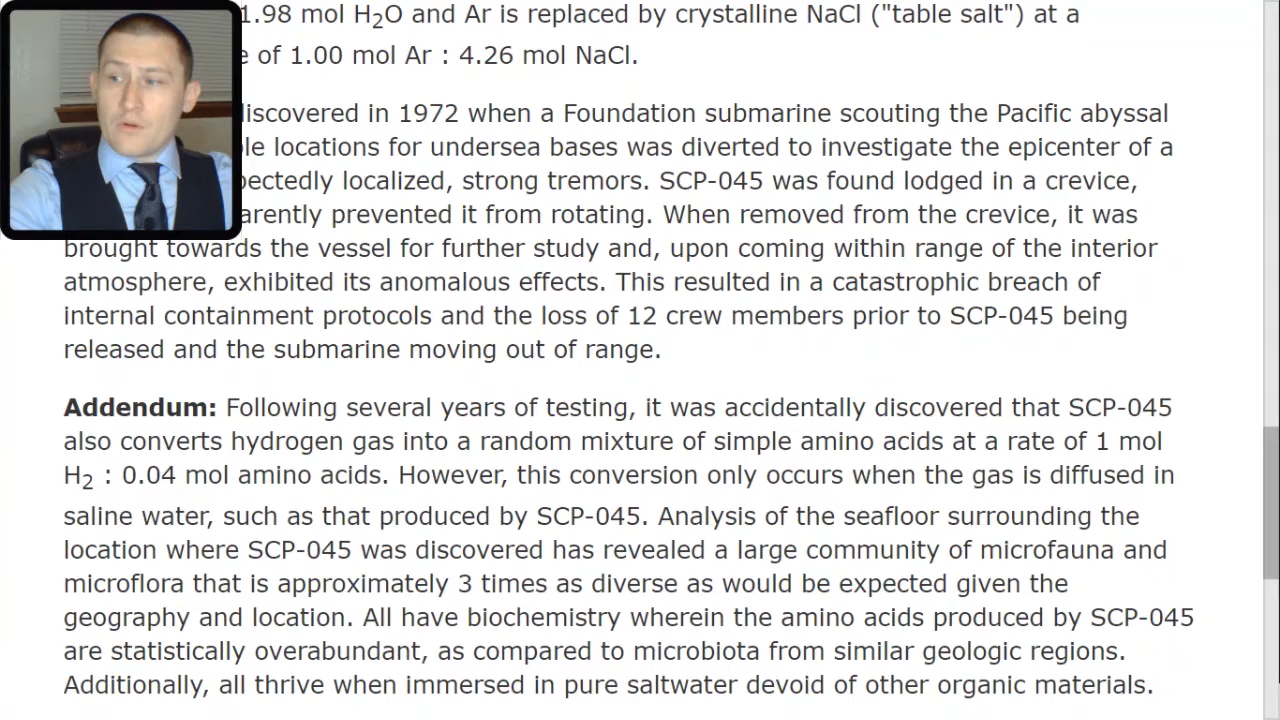 1.98 mol H₂O and Ar is replaced by crystalline NaCl ("table salt") at a
of 1.00 mol Ar : 4.26 mol NaCl.
discovered in 1972 when a Foundation submarine scouting the Pacific abyssal
locations for undersea bases was diverted to investigate the epicenter of a
localized, strong tremors. SCP-045 was found lodged in a crevice,
prevented it from rotating. When removed from the crevice, it was
brought towards the vessel for further study and, upon coming within range of the interior
atmosphere, exhibited its anomalous effects. This resulted in a catastrophic breach of
internal containment protocols and the loss of 12 crew members prior to SCP-045 being
released and the submarine moving out of range.
Addendum: Following several years of testing, it was accidentally discovered that SCP-045
also converts hydrogen gas into a random mixture of simple amino acids at a rate of 1 mol
H₂ : 0.04 mol amino acids. However, this conversion only occurs when the gas is diffused in
saline water, such as that produced by SCP-045. Analysis of the seafloor surrounding the
location where SCP-045 was discovered has revealed a large community of microfauna and
microflora that is approximately 3 times as diverse as would be expected given the
geography and location. All have biochemistry wherein the amino acids produced by SCP-045
are statistically overabundant, as compared to microbiota from similar geologic regions.
Additionally, all thrive when immersed in pure saltwater devoid of other organic materials.